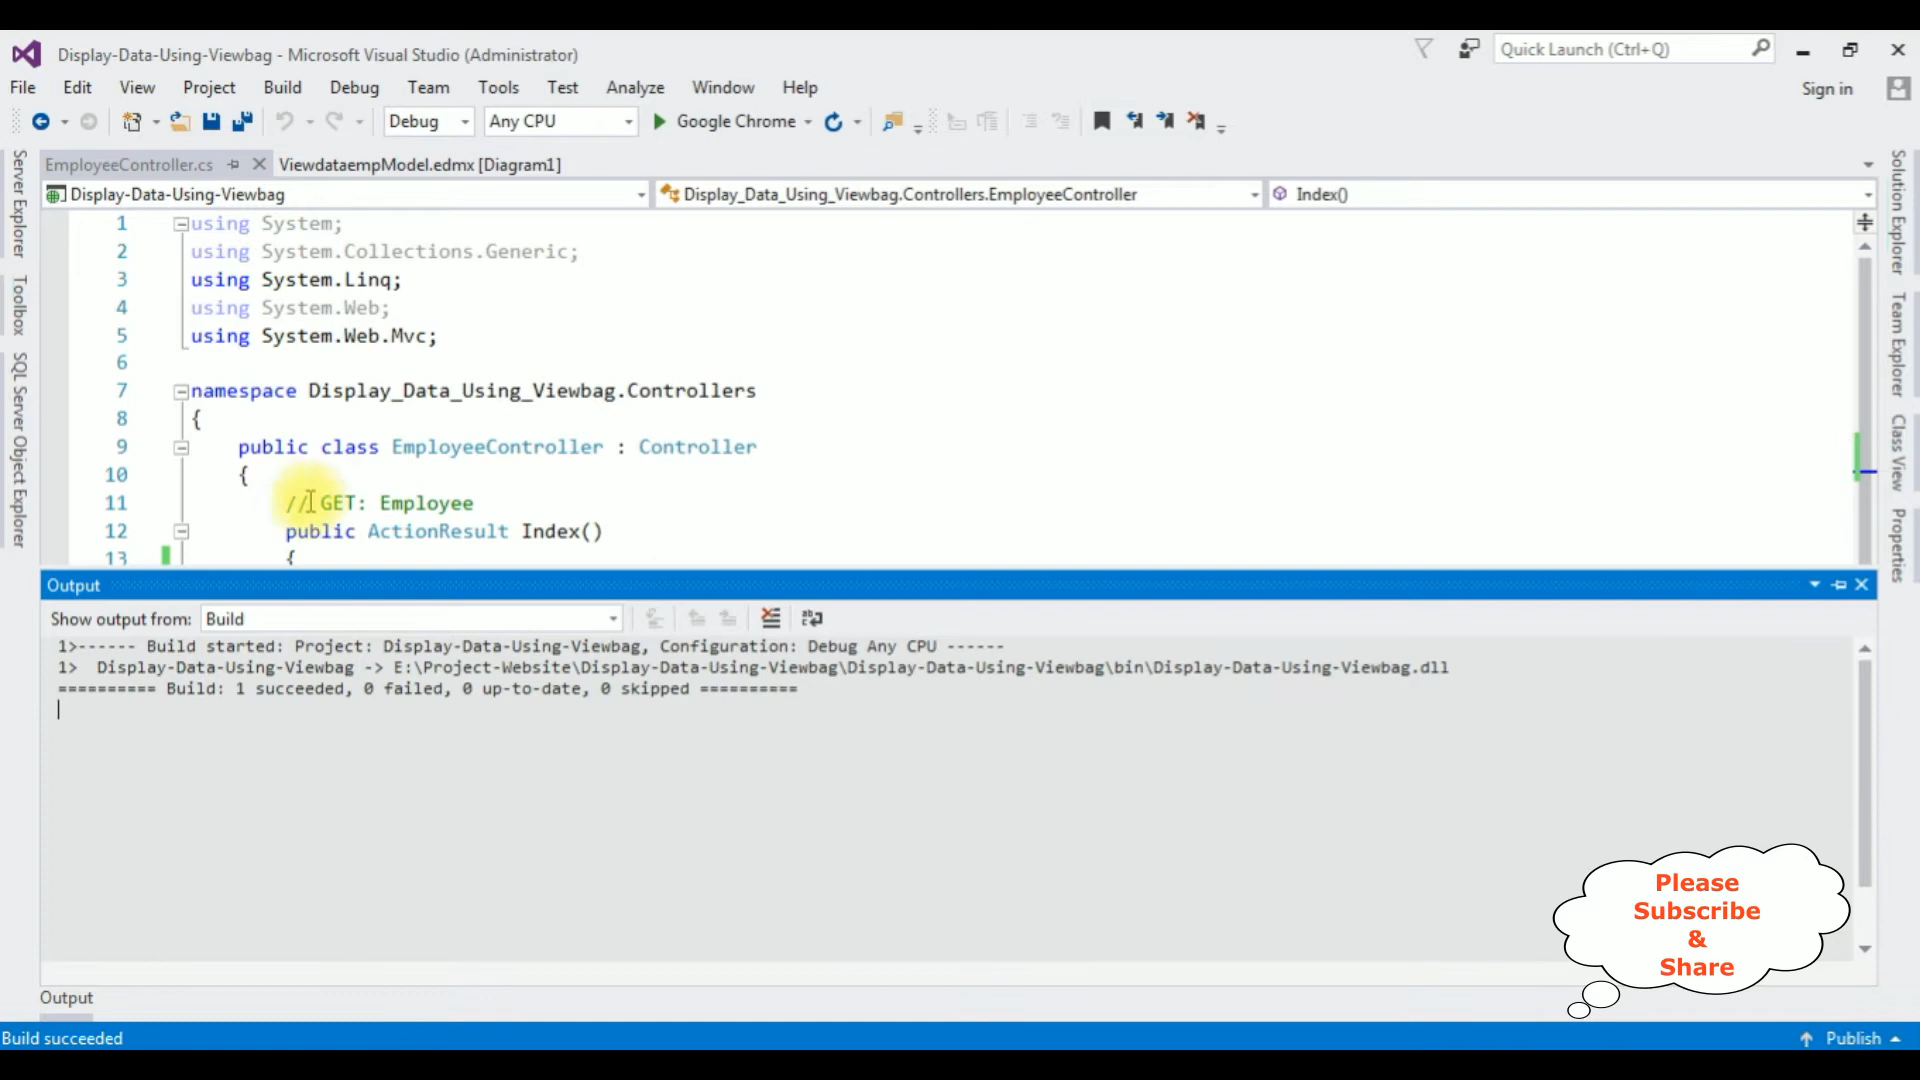 Display-Data-Using-Viewbag - Microsoft Visual Studio (Administrator)
Quick Launch (Ctrl+Q)
File Edit View Project Build Debug Team Tools Test Analyze Window Help
Sign in
Debug Any CPU Google Chrome
EmployeeController.cs ViewdataempModel.edmx [Diagram1]
Display-Data-Using-Viewbag Display_Data_Using_Viewbag.Controllers.EmployeeController Index()
Server Explorer
Toolbox
SQL Server Object Explorer
1 using System;
2 using System.Collections.Generic;
3 using System.Linq;
4 using System.Web;
5 using System.Web.Mvc;
6
7 namespace Display_Data_Using_Viewbag.Controllers
8 {
9 public class EmployeeController : Controller
10 {
11 // GET: Employee
12 public ActionResult Index()
13 {
Solution Explorer
Team Explorer
Class View
Properties
Output
Show output from: Build
1>------ Build started: Project: Display-Data-Using-Viewbag, Configuration: Debug Any CPU ------
1> Display-Data-Using-Viewbag -> E:\Project-Website\Display-Data-Using-Viewbag\Display-Data-Using-Viewbag\bin\Display-Data-Using-Viewbag.dll
========== Build: 1 succeeded, 0 failed, 0 up-to-date, 0 skipped ==========
Please
Subscribe
&
Share
Output
Build succeeded
Publish